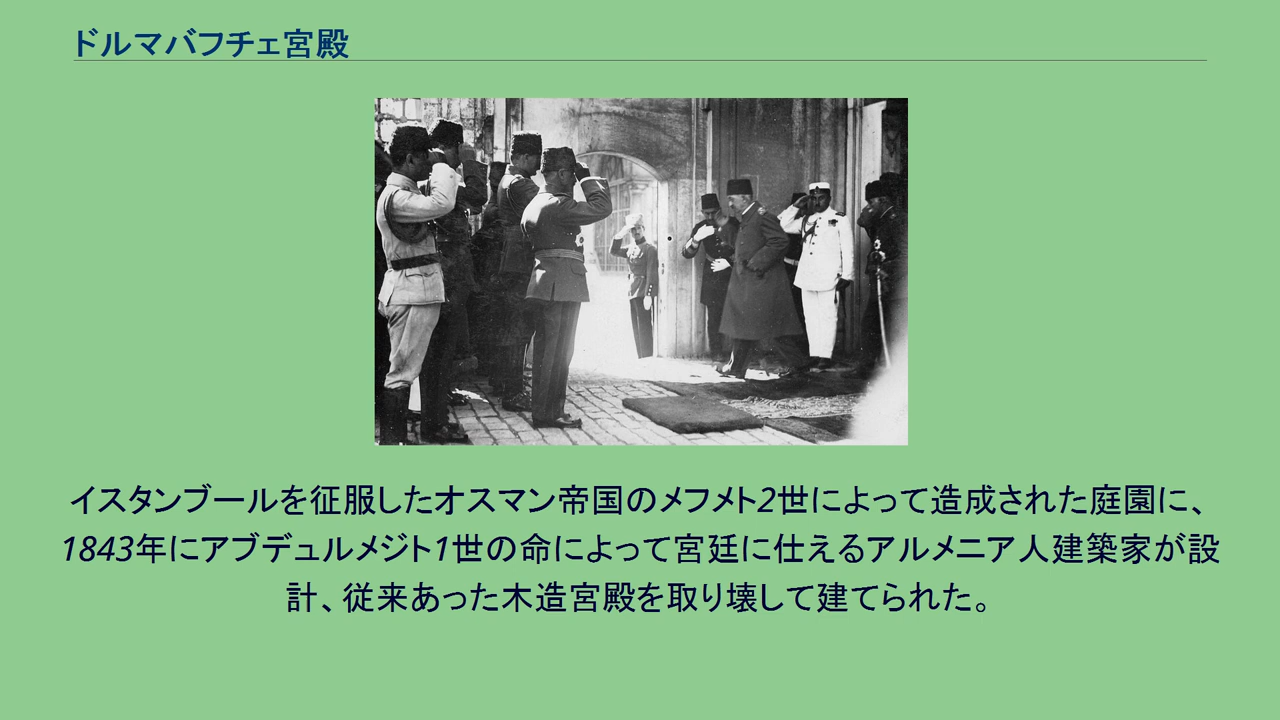 ドルマバフチェ宮殿
イスタンブールを征服したオスマン帝国のメフメト2世によって造成された庭園に、
1843年にアブデュルメジト1世の命によって宮廷に仕えるアルメニア人建築家が設
計、従来あった木造宮殿を取り壊して建てられた。